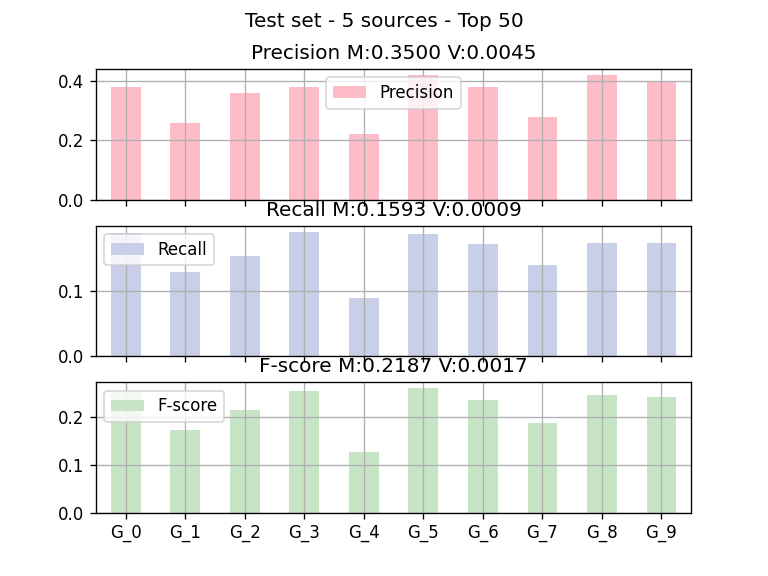 Test set - 5 sources - Top 50
Precision M:0.3500 V:0.0045
0.4
0.2
0.0
Precision
Recall M:0.1593 V:0.0009
0.1
0.0
Recall
F-score M:0.2187 V:0.0017
0.2
0.1
0.0
F-score
G_0 G_1 G_2 G_3 G_4 G_5 G_6 G_7 G_8 G_9